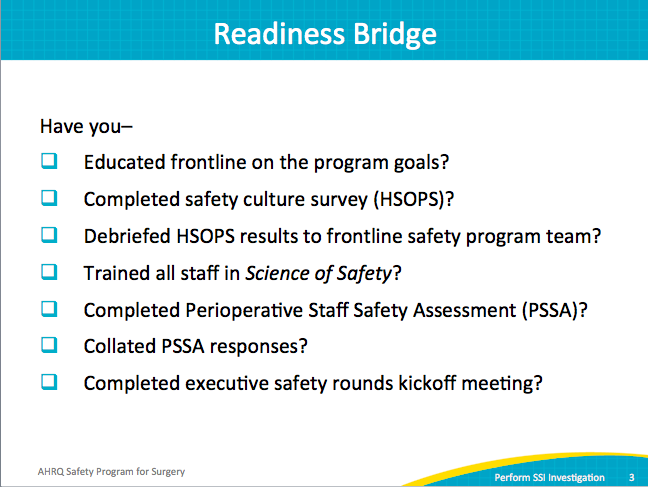 Readiness Bridge
Have you–
Educated frontline on the program goals?
Completed safety culture survey (HSOPS)?
Debriefed HSOPS results to frontline safety program team?
Trained all staff in Science of Safety?
Completed Perioperative Staff Safety Assessment (PSSA)?
Collated PSSA responses?
Completed executive safety rounds kickoff meeting?
AHRQ Safety Program for Surgery
Perform SSI Investigation 3